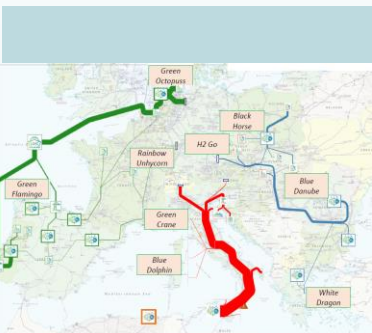 Green
Octopuss
Black
Horse
H2 Go
Rainbow
Unhycorn
Green
Flamingo
Blue
Danube
Green
Crane
Blue
Dolphin
White
Dragon